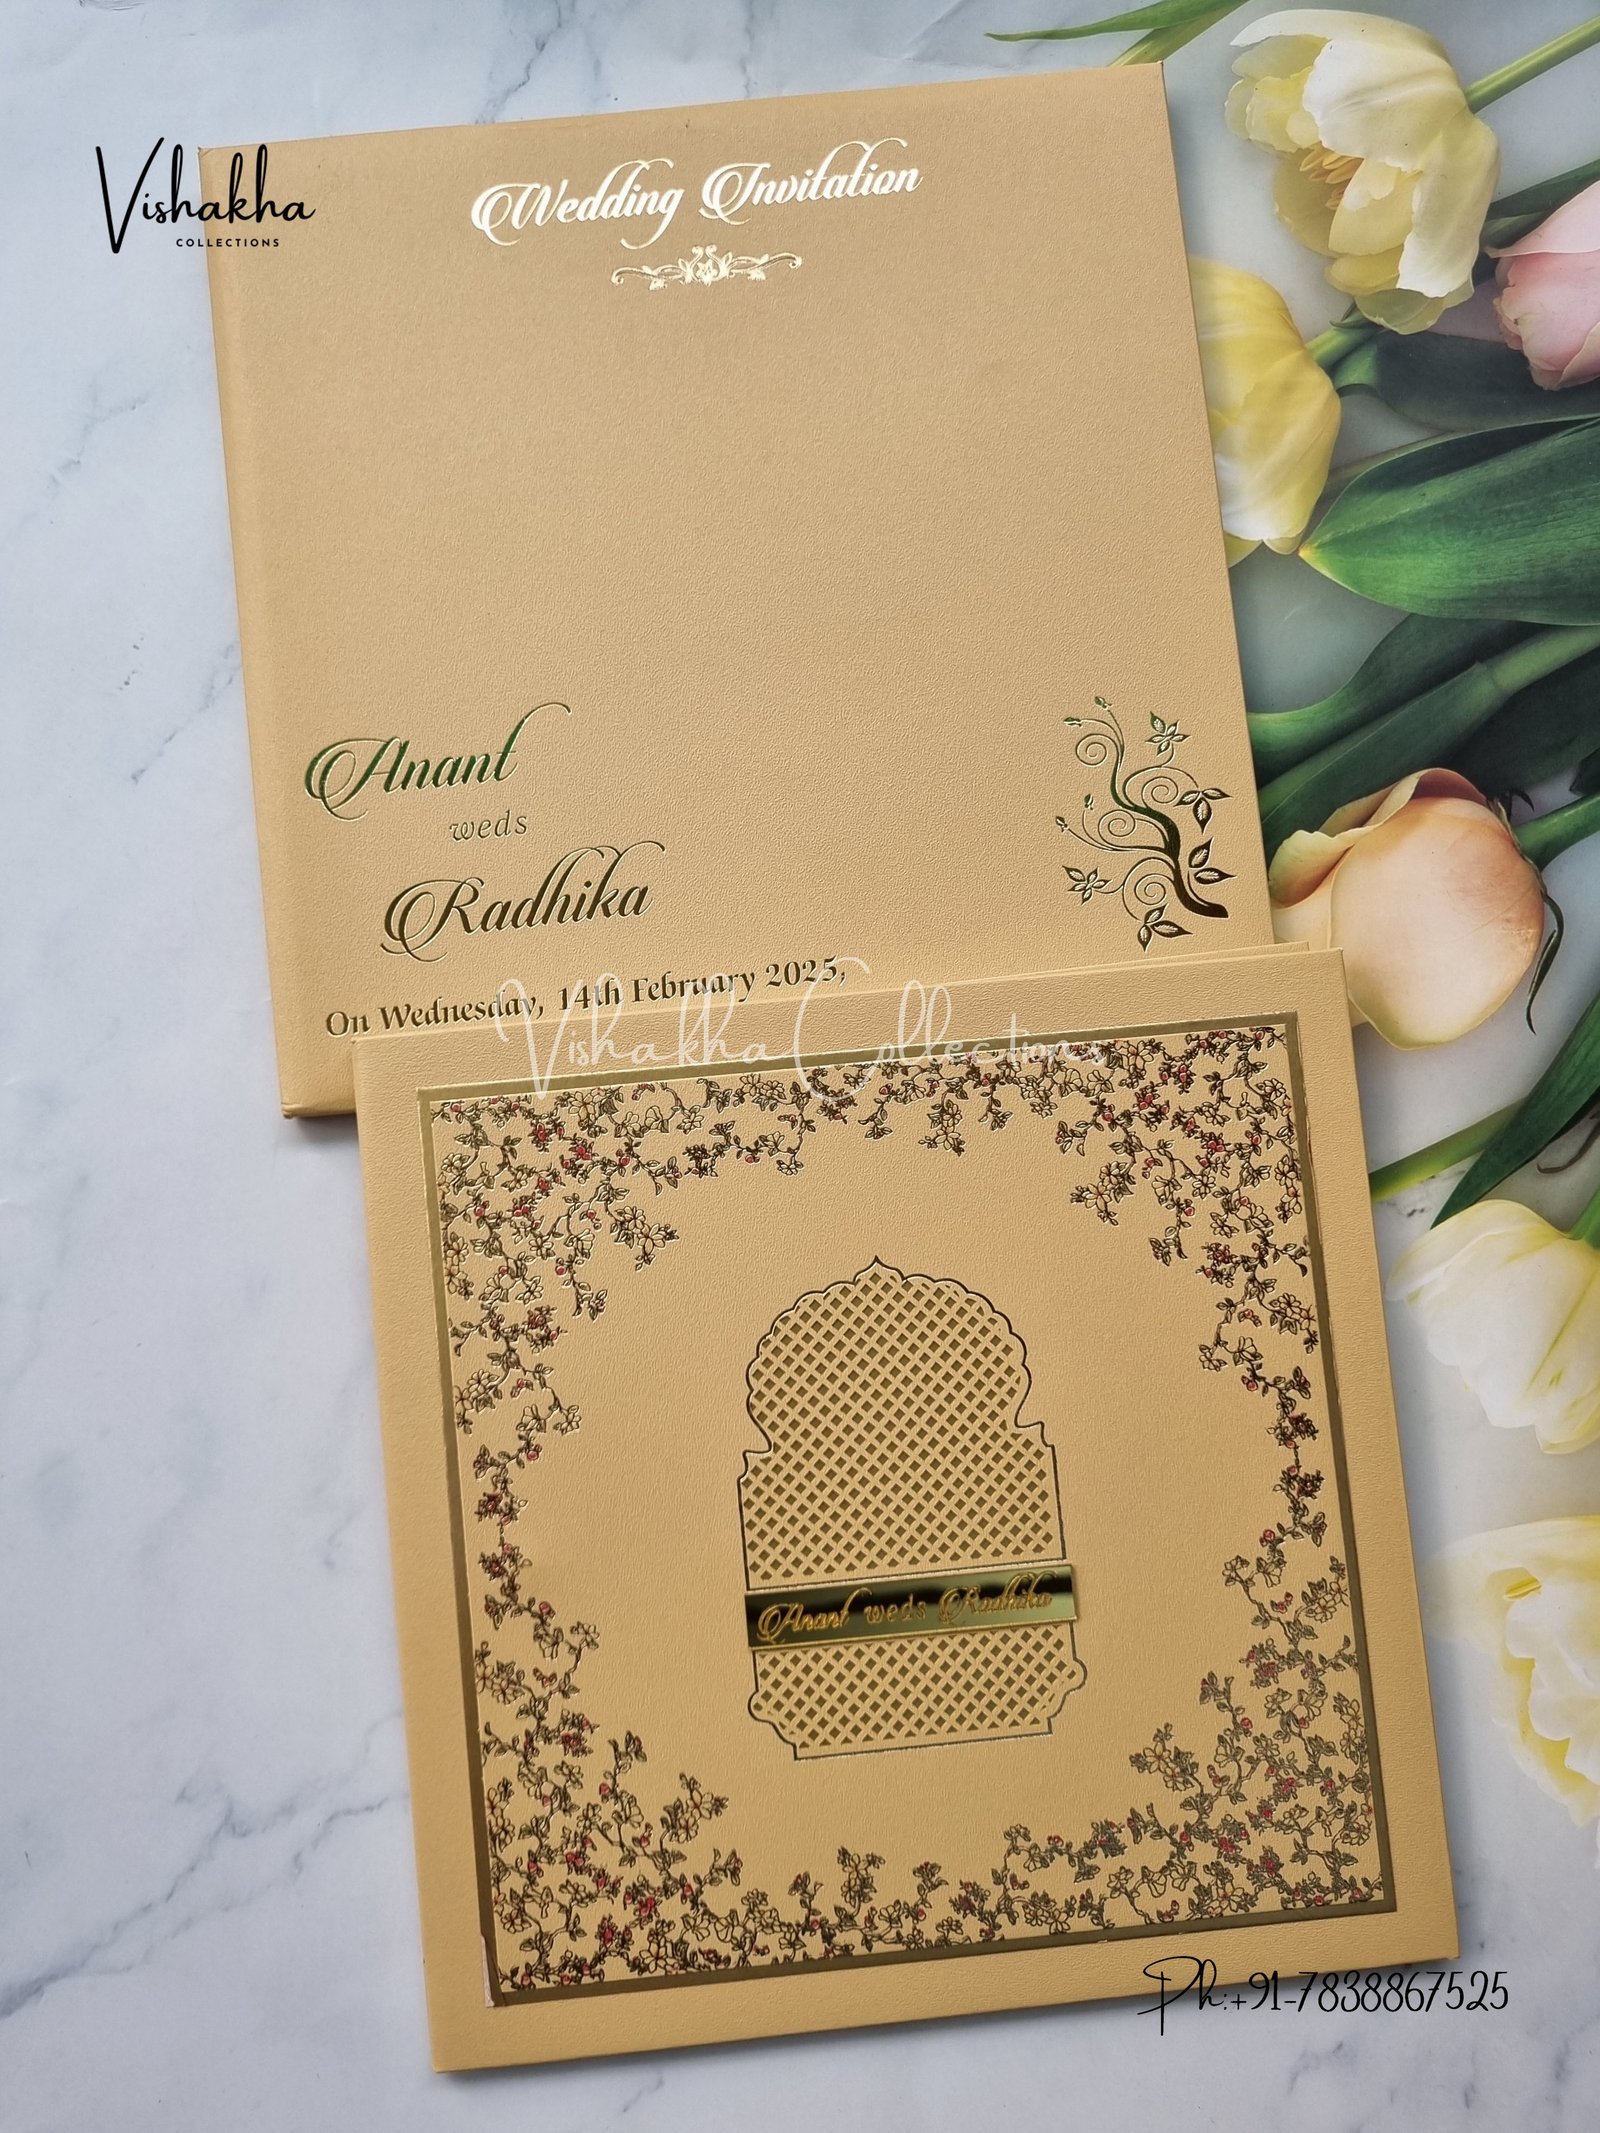 Vishakha
COLLECTIONS
Wedding Invitation
Anant
weds
Radhika
On Wednesday, 14th February 2025,
Vishakha Collections
Anant weds Radhika
Ph:+91-7838867525